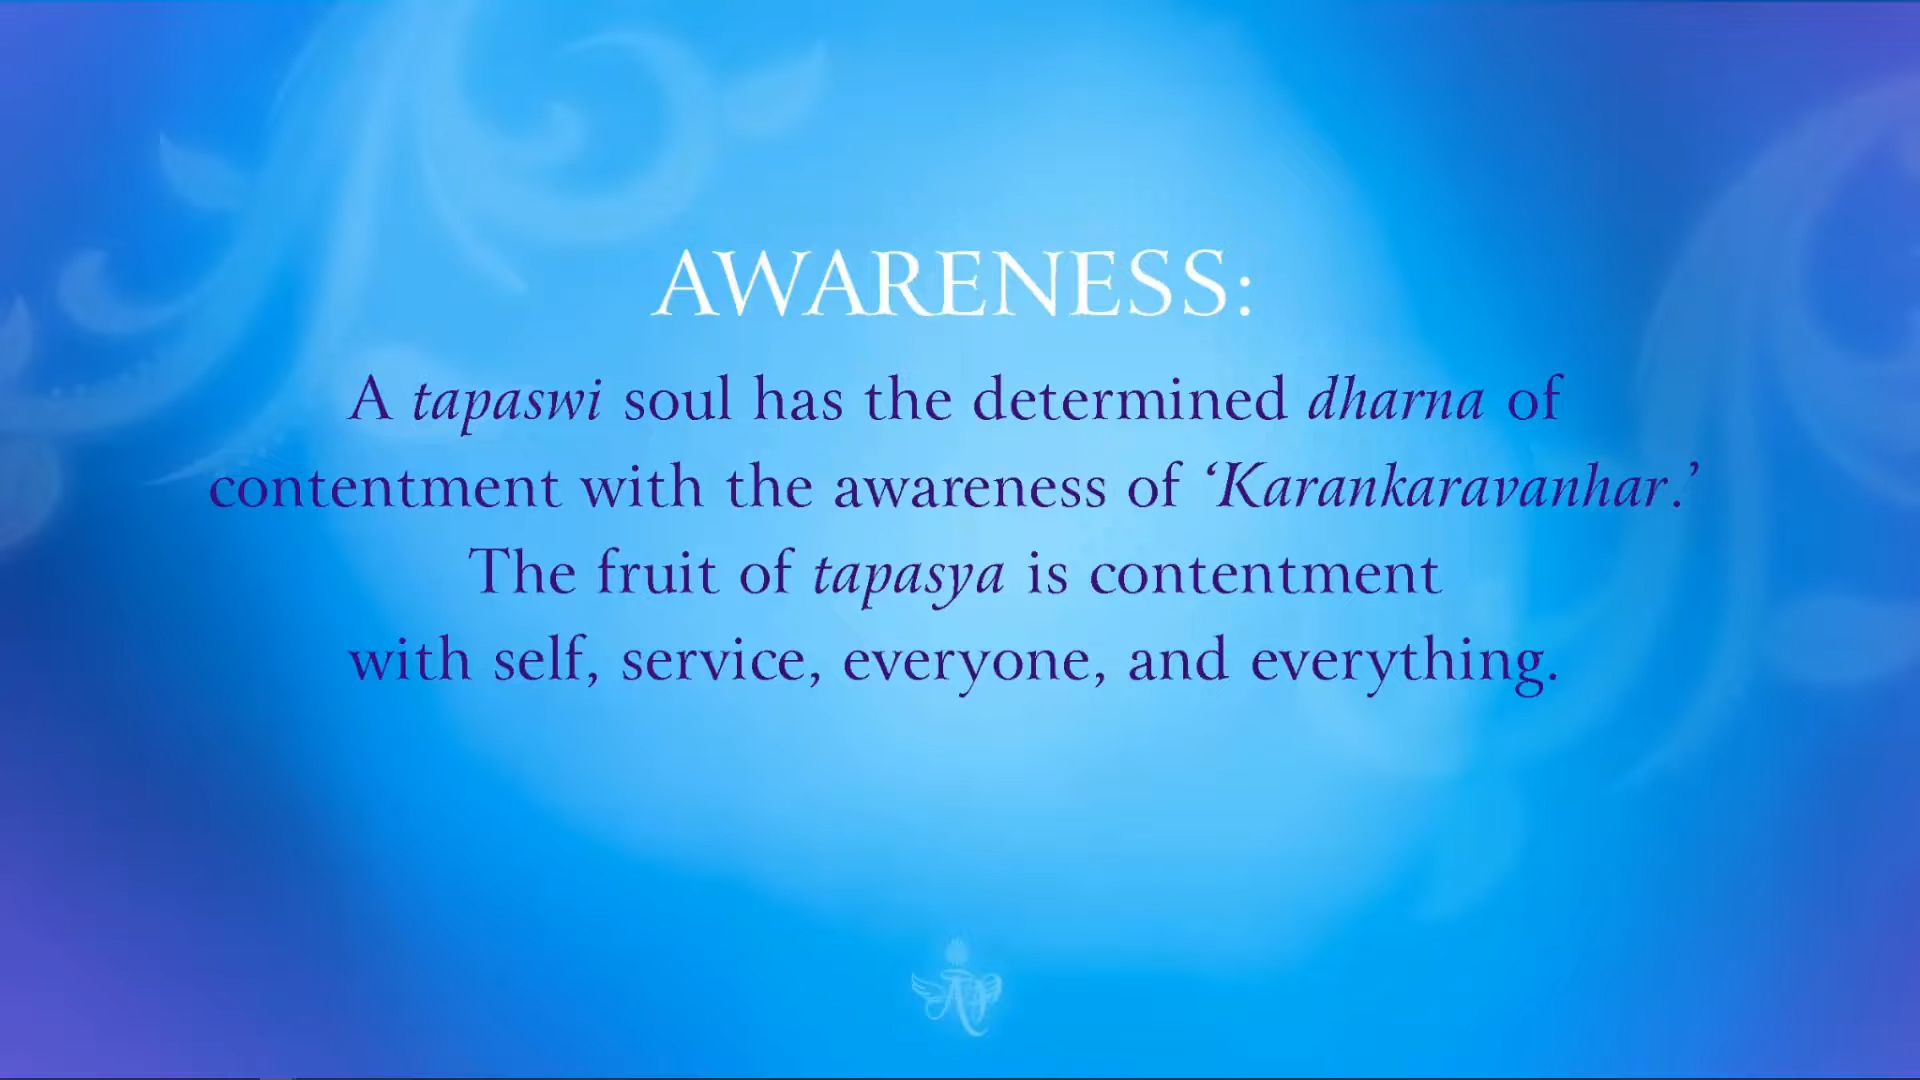 AWARENESS:
A tapaswi soul has the determined dharna of
contentment with the awareness of ‘Karankaravanhar.’
The fruit of tapasya is contentment
with self, service, everyone, and everything.